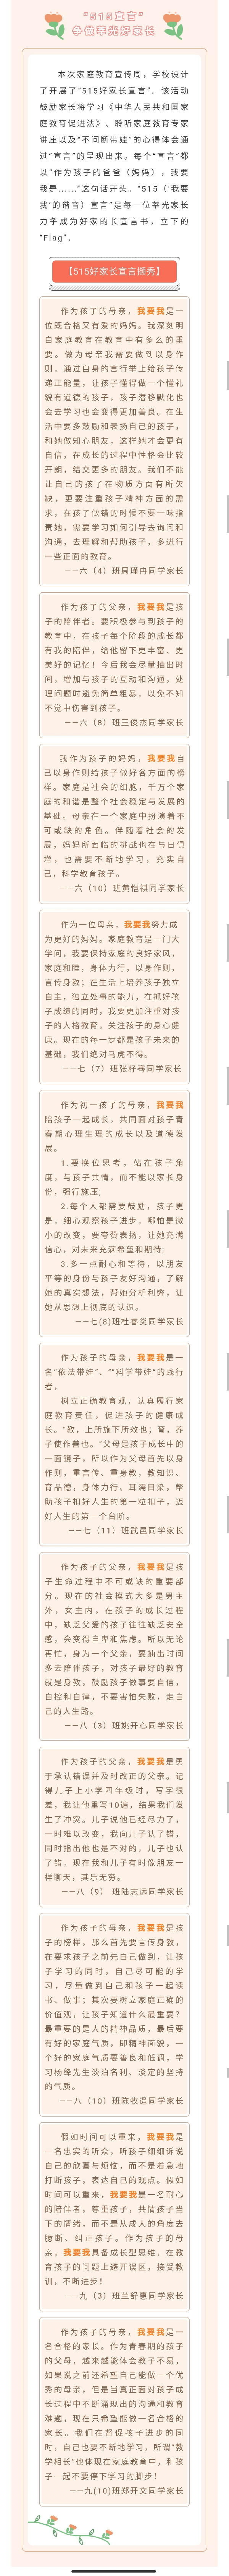 "515宣言"
争做莘光好家长
本次家庭教育宣传周，学校设计
了开展了"515好家长宣言"。该活动
鼓励家长将学习《中华人民共和国家
庭教育促进法》、聆听家庭教育专家
讲座以及"不间断带娃"的心得体会通
过"宣言"的呈现出来。每个"宣言"都
以"作为孩子的爸爸（妈妈），我要
我是......"这句话开头。"515（'我要
我'的谐音）宣言"是每一位莘光家长
力争成为好家的长宣言书，立下的
"Flag"。
【515好家长宣言撷秀】
作为孩子的母亲，我要我是一
位既合格又有爱的妈妈。我深刻明
白家庭教育在教育中有多么的重
要。做为母亲我需要做到以身作
则，通过自身的言行举止给孩子传
递正能量，让孩子懂得做一个懂礼
貌有道德的孩子，孩子潜移默化也
会去学习也会变得更加善良。在生
活中要多鼓励和表扬自己的孩子，
和她做知心朋友，这样她才会更有
自信，在成长的过程中性格会比较
开朗，结交更多的朋友。我们不能
让自己的孩子在物质方面有所欠
缺，更要注重孩子精神方面的需
求，在孩子做错的时候不要一味指
责她，需要学习如何引导去询问和
沟通，去理解和帮助孩子，多进行
一些正面的教育。
——六（4）班周瑾冉同学家长
作为孩子的父亲，我要我是孩
子的陪伴者。要积极参与到孩子的
教育中，在孩子每个阶段的成长都
有我的陪伴，给他留下更丰富、更
美好的记忆！今后我会尽量抽出时
间，增加与孩子的互动和沟通，处
理问题时避免简单粗暴，以免不知
不觉中伤害到孩子。
——六（8）班王俊杰同学家长
我作为孩子的妈妈，我要我自
己以身作则给孩子做好各方面的榜
样。家庭是社会的细胞，千万个家
庭的和谐是整个社会稳定与发展的
基础。母亲在一个家庭中扮演着不
可或缺的角色。伴随着社会的发
展，妈妈所面临的挑战也在与日俱
增，也需要不断地学习，充实自
己，科学教育孩子。
——六（10）班黄恺祺同学家长
作为一位母亲，我要我努力成
为更好的妈妈。家庭教育是一门大
学问，我要保持家庭的良好家风，
家庭和睦，身体力行，以身作则，
言传身教；在生活上培养孩子独立
自主，独立处事的能力，在抓好孩
子成绩的同时，我要更加注重对孩
子的人格教育，关注孩子的身心健
康。现在的每一步都是孩子未来的
基础，我们绝对马虎不得。
——七（7）班张籽骞同学家长
作为初一孩子的母亲，我要我
陪孩子一起成长，共同面对孩子青
春期心理生理的成长以及道德发
展。
1.要换位思考，站在孩子角
度，与孩子共情，而不能以家长身
份，强行施压；
2.每个人都需要鼓励，孩子更
是，细心观察孩子进步，哪怕是微
小的改变，要夸赞表扬，让她充满
信心，对未来充满希望和期待；
3.多一点耐心和等待，以朋友
平等的身份与孩子友好沟通，了解
她的真实想法，帮她分析利弊，让
她从思想上彻底的认识。
——七(8)班杜睿炎同学家长
作为孩子的母亲，我要我是一
名"依法带娃"、""科学带娃"的践行
者，
树立正确教育观，认真履行家
庭教育责任，促进孩子的健康成
长。"教，上所施下所效也；育，养
子使作善也。"父母是孩子成长中的
一面镜子，所以作为父母首先以身
作则，重言传、重身教，教知识、
育品德，身体力行、耳濡目染，帮
助孩子扣好人生的第一粒扣子，迈
好人生的第一个台阶。
——七（11）班武邑同学家长
作为孩子的父亲，我要我是孩
子生命过程中不可或缺的重要部
分。现在的社会模式大多是男主
外，女主内，在孩子的成长过程
中，缺乏父爱的孩子往往缺乏安全
感，会变得自卑和焦虑。所以无论
再忙，身为一个父亲，要抽出时间
多去陪伴孩子，对孩子最好的教育
就是身教，鼓励孩子做事要自信，
自控和自律，不要害怕失败，走自
己的人生路。
——八（3）班姚开心同学家长
作为孩子的父亲，我要我是勇
于承认错误并及时改正的父亲。记
得儿子上小学四年级时，写字很
差，我让他重写10遍，结果我们发
生了冲突。儿子说他已经尽力了，
一时难以改变，我向儿子认了错，
同时指出他也是不对的，儿子也认
了错。现在我和儿子有时像朋友一
样聊天，其乐无穷。
——八（9） 班陆志远同学家长
作为孩子的母亲，我要我是孩
子的榜样，那么首先要言传身教，
在要求孩子之前先自己做到，让孩
子学习的同时，自己尽可能的学
习，尽量做到自己和孩子一起读
书、做事；其次要树立家庭正确的
价值观，让孩子知道什么最重要？
最重要的是人的精神品质，最后要
有好的家庭气质，即精神面貌，一
个好的家庭气质要善良和低调，学
习杨绛先生淡泊名利、淡定的坚持
的气质。
——八（10）班陈牧遥同学家长
假如时间可以重来，我要我是
一名忠实的听众，听孩子细细诉说
自己的欣喜与烦恼，而不是着急地
打断孩子，表达自己的观点。假如
时间可以重来，我要我是一名耐心
的陪伴者，尊重孩子，共情孩子当
下的情绪，而不是从成人的角度去
臆断、纠正孩子。作为孩子的母
亲，我要我具备成长型思维，在教
育孩子的问题上避开误区，接受教
训，不断进步！
——九（3）班兰舒惠同学家长
作为孩子的母亲，我要我是一
名合格的家长。作为青春期的孩子
的父母，越来越能体会教子不易，
如果说之前还希望自己能做一个优
秀的母亲，但是当真正面对孩子成
长过程中不断涌现出的沟通和教育
难题，现在只希望能做一名合格的
家长。我们在督促孩子进步的同
时，自己也要不断地学习，所谓"教
学相长"也体现在家庭教育中，和孩
子一起不要停下学习的脚步！
——九(10)班郑开文同学家长